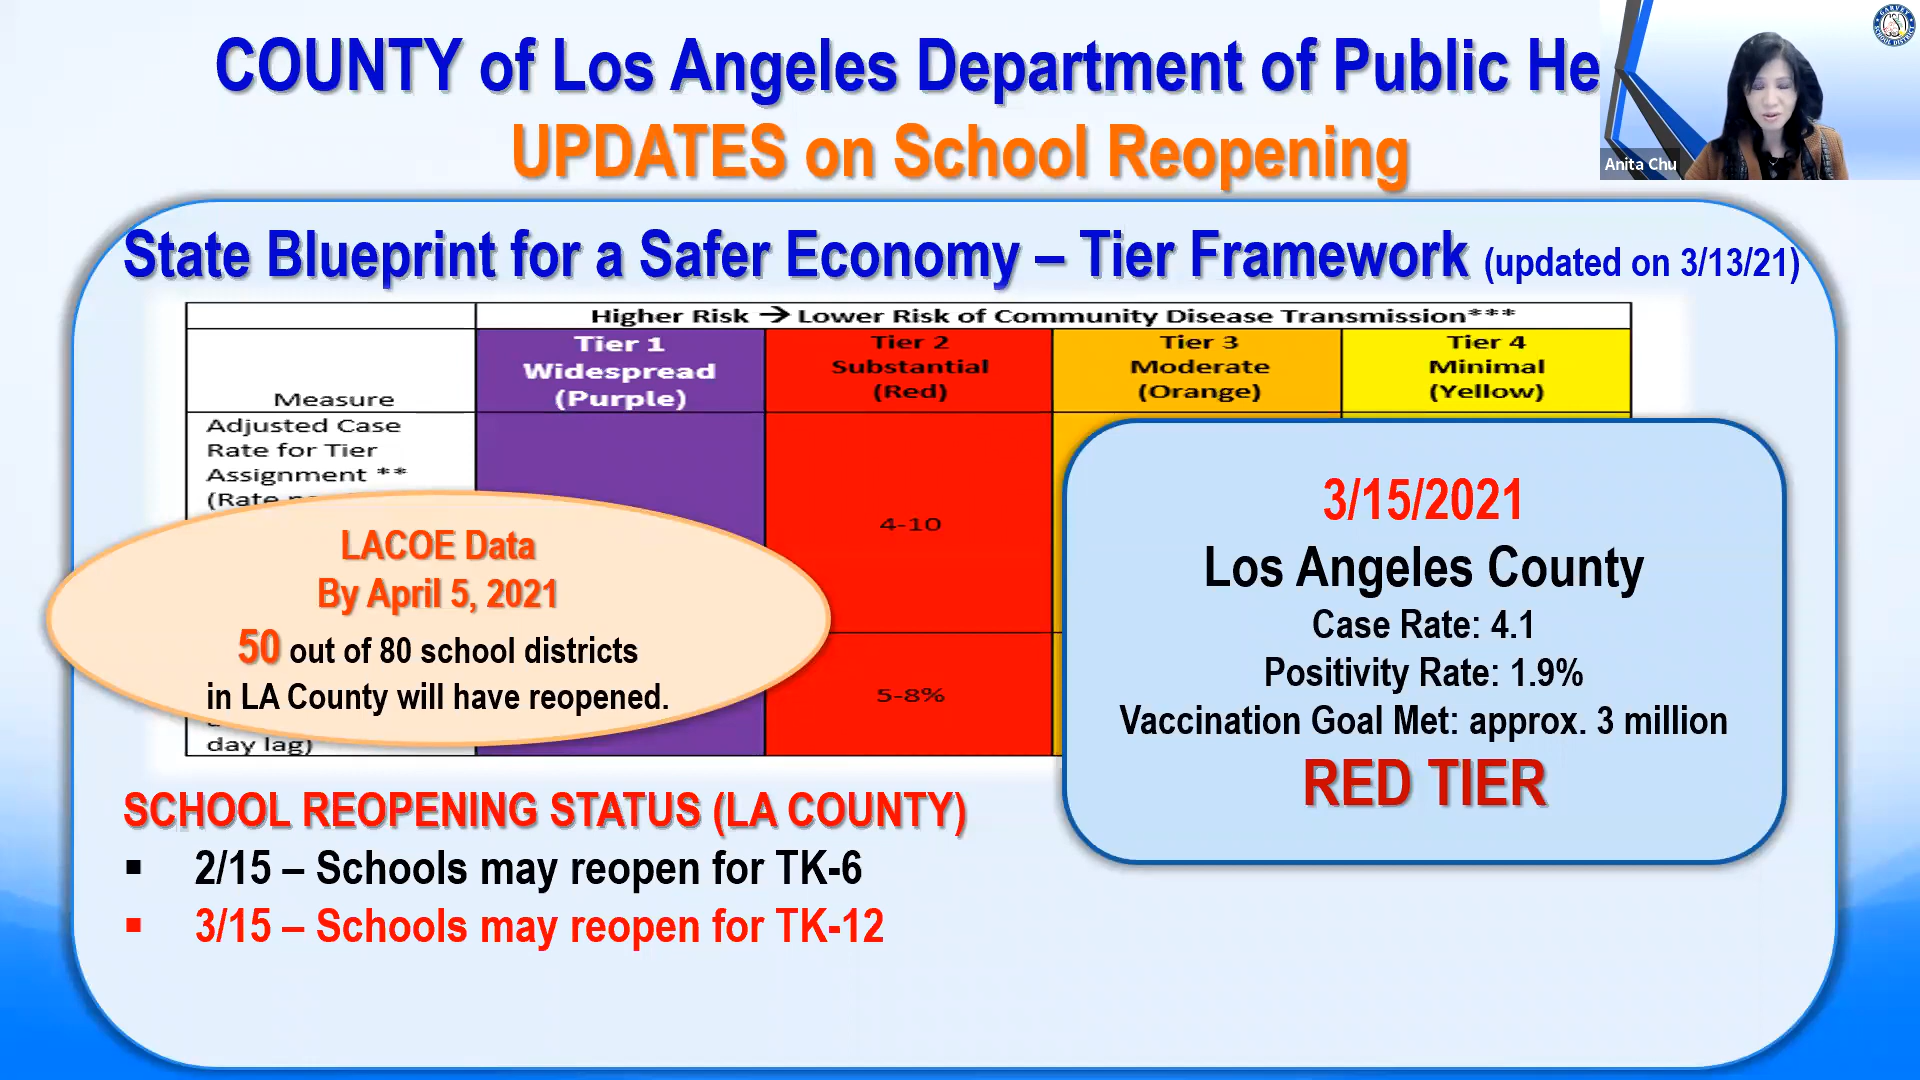 COUNTY of Los Angeles Department of Public He
UPDATES on School Reopening
Anita Chu
GARVEY SCHOOL DISTRICT
State Blueprint for a Safer Economy – Tier Framework (updated on 3/13/21)
Higher Risk → Lower Risk of Community Disease Transmission***
Measure
Tier 1
Widespread
(Purple)
Tier 2
Substantial
(Red)
Tier 3
Moderate
(Orange)
Tier 4
Minimal
(Yellow)
Adjusted Case
Rate for Tier
Assignment **
(Rate
4-10
5-8%
day lag)
LACOE Data
By April 5, 2021
50 out of 80 school districts
in LA County will have reopened.
3/15/2021
Los Angeles County
Case Rate: 4.1
Positivity Rate: 1.9%
Vaccination Goal Met: approx. 3 million
RED TIER
SCHOOL REOPENING STATUS (LA COUNTY)
▪ 2/15 – Schools may reopen for TK-6
▪ 3/15 – Schools may reopen for TK-12